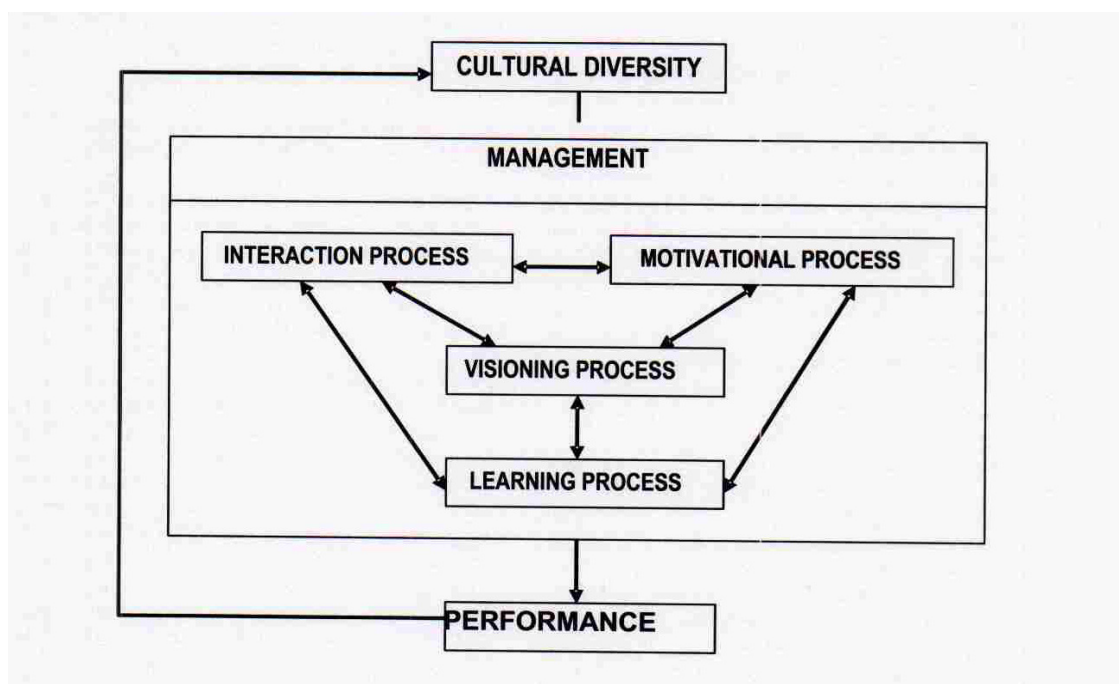 CULTURAL DIVERSITY
MANAGEMENT
INTERACTION PROCESS
MOTIVATIONAL PROCESS
VISIONING PROCESS
LEARNING PROCESS
PERFORMANCE